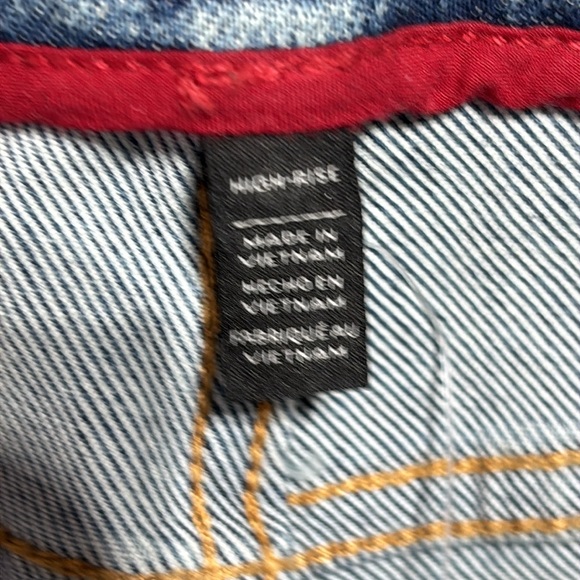 HIGH-RISE
MADE IN
VIETNAM
HECHO EN
VIETNAM
FABRIQUÉ AU
VIETNAM